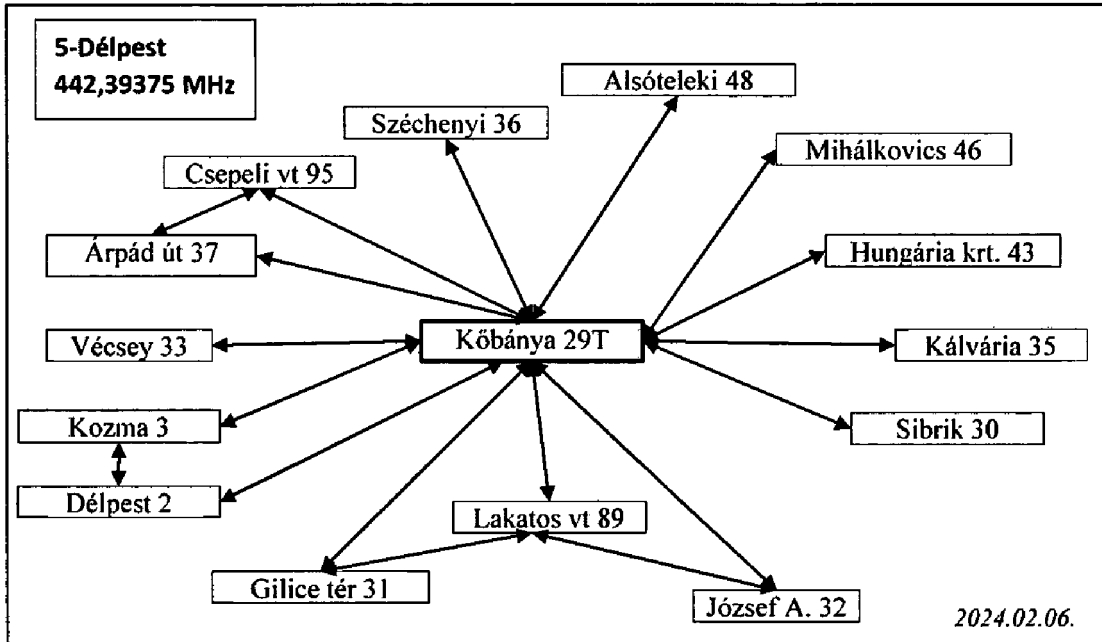 5-Délpest
442,39375 MHz
Alsóteleki 48
Széchenyi 36
Mihálkovics 46
Csepeli vt 95
Árpád út 37
Hungária krt. 43
Vécsey 33
Kőbánya 29T
Kálvária 35
Kozma 3
Sibrik 30
Délpest 2
Lakatos vt 89
Gilice tér 31
József A. 32
2024.02.06.